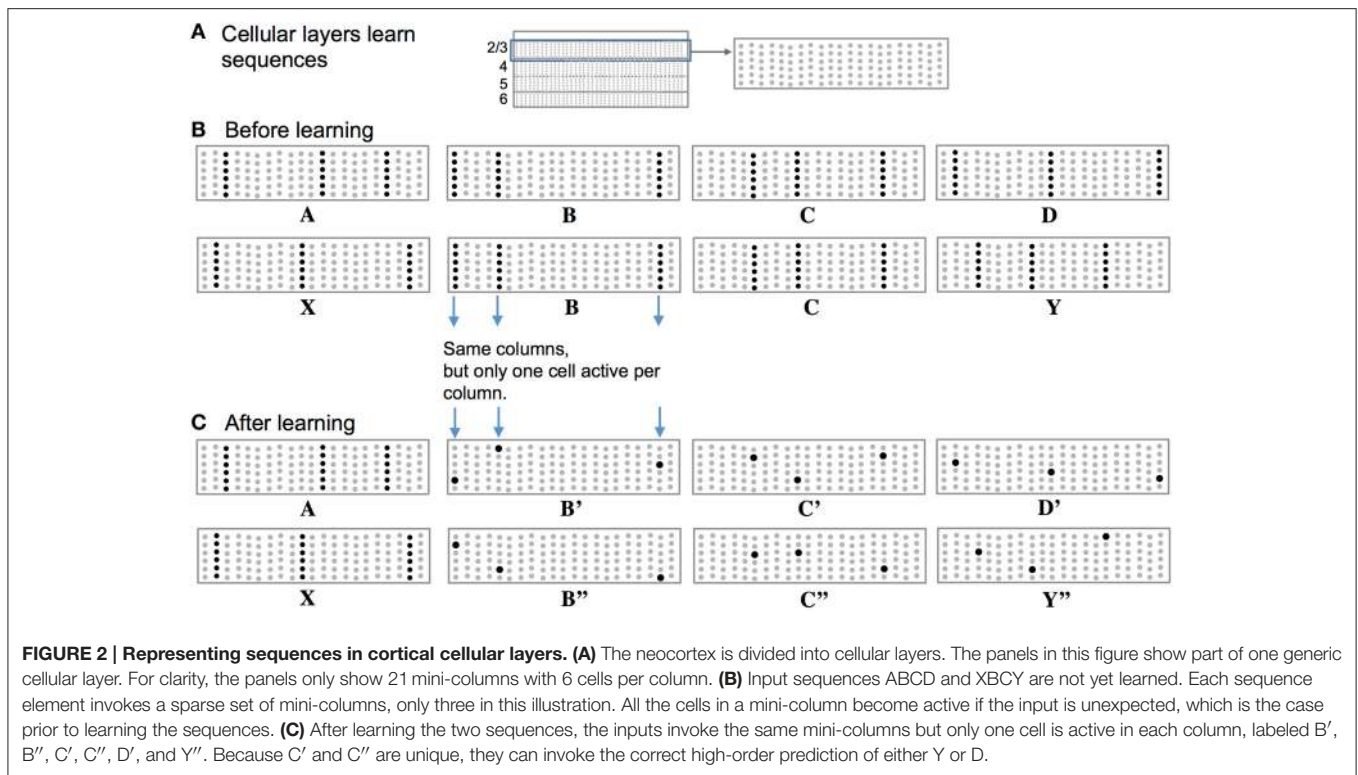 A Cellular layers learn
sequences
2/3
4
5
6
B Before learning
A B C D
X B C Y
Same columns,
but only one cell active per
column.
C After learning
A B’ C’ D’
X B” C” Y”
FIGURE 2 | Representing sequences in cortical cellular layers. (A) The neocortex is divided into cellular layers. The panels in this figure show part of one generic
cellular layer. For clarity, the panels only show 21 mini-columns with 6 cells per column. (B) Input sequences ABCD and XBCY are not yet learned. Each sequence
element invokes a sparse set of mini-columns, only three in this illustration. All the cells in a mini-column become active if the input is unexpected, which is the case
prior to learning the sequences. (C) After learning the two sequences, the inputs invoke the same mini-columns but only one cell is active in each column, labeled B′,
B″, C′, C″, D′, and Y″. Because C′ and C″ are unique, they can invoke the correct high-order prediction of either Y or D.